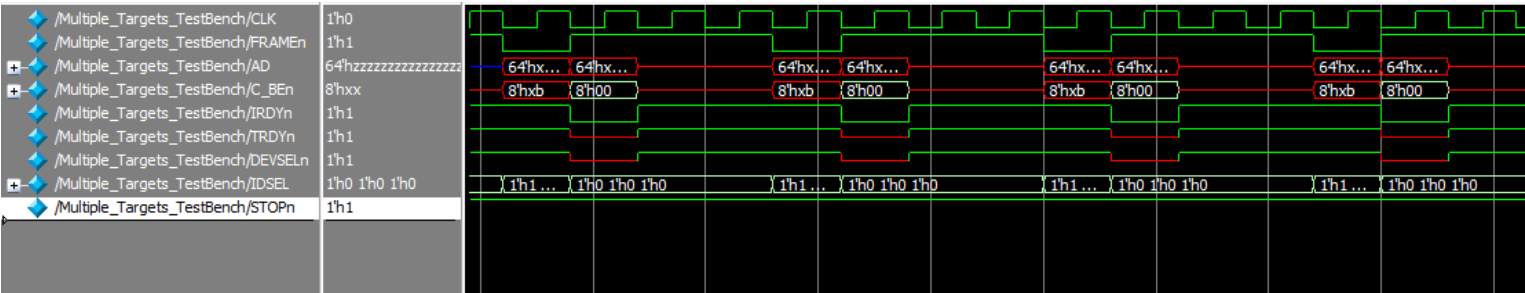 /Multiple_Targets_TestBench/CLK 1'h0
/Multiple_Targets_TestBench/FRAMEn 1'h1
/Multiple_Targets_TestBench/AD 64'hzzzzzzzzzzzzzzzz 64'hx... 64'hx... 64'hx... 64'hx... 64'hx... 64'hx... 64'hx... 64'hx...
/Multiple_Targets_TestBench/C_BEn 8'hxx 8'hxb 8'h00 8'hxb 8'h00 8'hxb 8'h00 8'hxb 8'h00
/Multiple_Targets_TestBench/IRDYn 1'h1
/Multiple_Targets_TestBench/TRDYn 1'h1
/Multiple_Targets_TestBench/DEVSELn 1'h1
/Multiple_Targets_TestBench/IDSEL 1'h0 1'h0 1'h0 1'h1 ... 1'h0 1'h0 1'h0 1'h1 ... 1'h0 1'h0 1'h0 1'h1 ... 1'h0 1'h0 1'h0 1'h1 ... 1'h0 1'h0 1'h0
/Multiple_Targets_TestBench/STOPn 1'h1